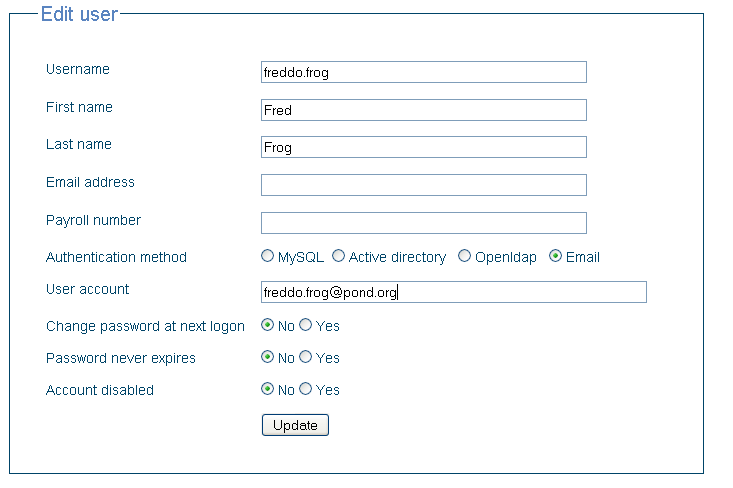 Edit user
Username freddo.frog
First name Fred
Last name Frog
Email address
Payroll number
Authentication method MySQL Active directory Openldap Email
User account freddo.frog@pond.org
Change password at next logon No Yes
Password never expires No Yes
Account disabled No Yes
Update